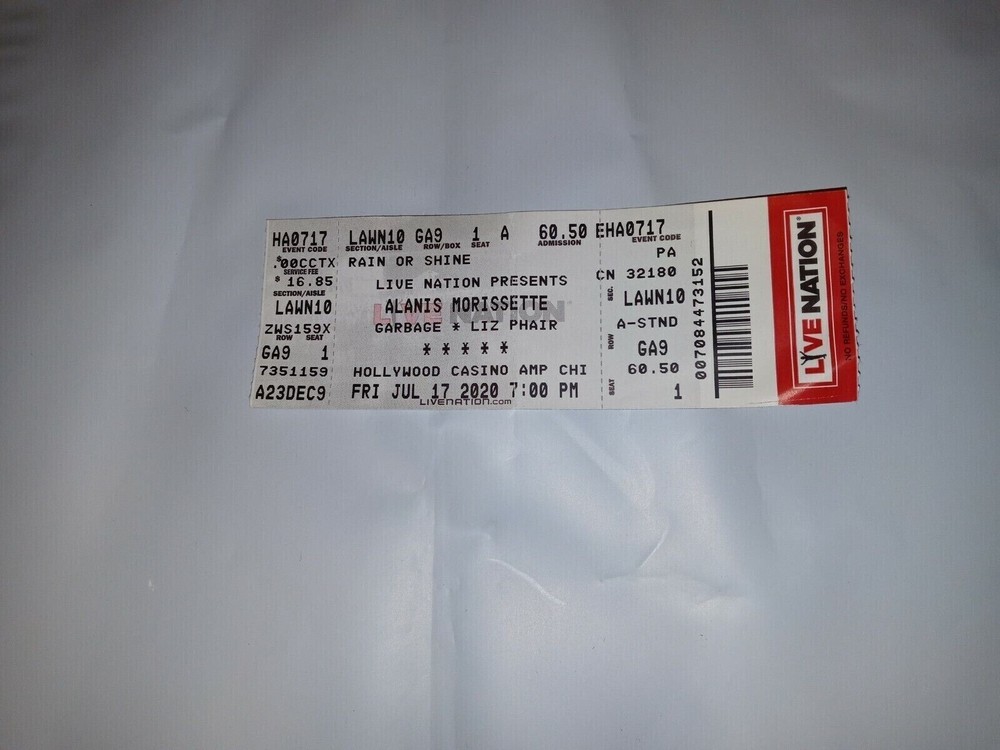 HA0717
EVENT CODE
$.00CCTX
SERVICE FEE
$ 16.85
SECTION/AISLE
LAWN10
ZWS159X
ROW SEAT
GA9 1
7351159
A23DEC9
LAWN10 GA9 1 A 60.50
SECTION/AISLE ROW/BOX SEAT ADMISSION
RAIN OR SHINE
LIVE NATION PRESENTS
LIVE NATION
ALANIS MORISSETTE
GARBAGE * LIZ PHAIR
* * * * *
HOLLYWOOD CASINO AMP CHI
FRI JUL 17 2020 7:00 PM
LIVENATION.com
EHA0717
EVENT CODE
PA
CN 32180
SEC. LAWN10
A-STND
ROW GA9
60.50
SEAT 1
007084473152
LIVE NATION
NO REFUNDS/NO EXCHANGES